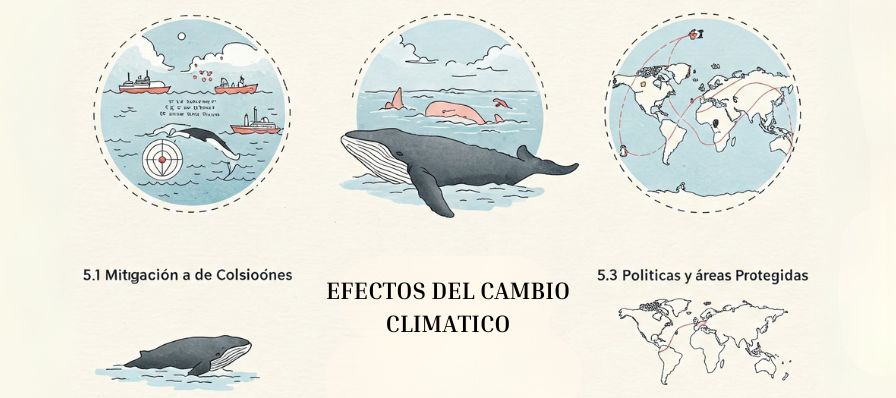 5.1 Mitigación a de Colsioónes
EFECTOS DEL CAMBIO
CLIMATICO
5.3 Politicas y áreas Protegidas